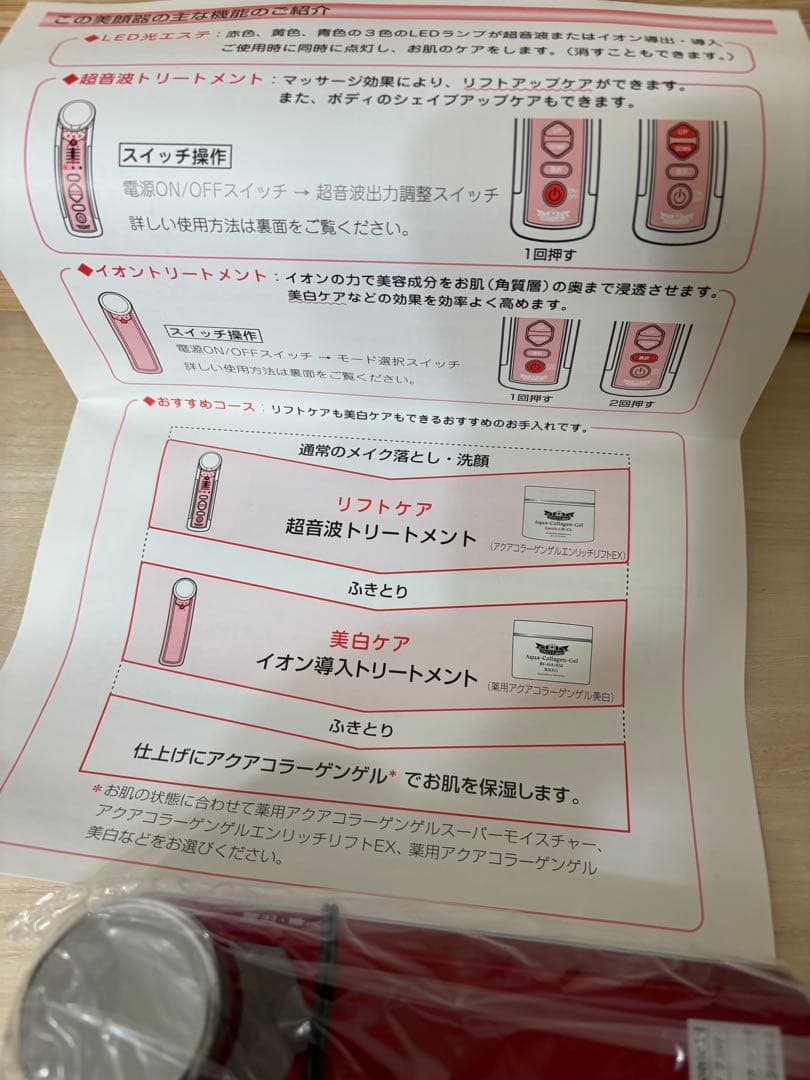 この美顔器の主な機能のご紹介
◆LED光エステ：赤色、黄色、青色の３色のLEDランプが超音波またはイオン導出・導入
ご使用時に同時に点灯し、お肌のケアをします。（消すこともできます。）
◆超音波トリートメント：マッサージ効果により、リフトアップケアができます。
また、ボディのシェイプアップケアもできます。
スイッチ操作
電源ON/OFFスイッチ → 超音波出力調整スイッチ
詳しい使用方法は裏面をご覧ください。
UP
DOWN
1回押す
◆イオントリートメント：イオンの力で美容成分をお肌（角質層）の奥まで浸透させます。
美白ケアなどの効果を効率よく高めます。
スイッチ操作
電源ON/OFFスイッチ → モード選択スイッチ
詳しい使用方法は裏面をご覧ください。
選択
1回押す
2回押す
◆おすすめコース：リフトケアも美白ケアもできるおすすめのお手入れです。
通常のメイク落とし・洗顔
リフトケア
超音波トリートメント
Aqua-Collagen-Gel
Enrich-Lift-EX
（アクアコラーゲンゲルエンリッチリフトEX）
ふきとり
美白ケア
イオン導入トリートメント
Aqua-Collagen-Gel
BI-HA-KU
（薬用アクアコラーゲンゲル美白）
ふきとり
仕上げにアクアコラーゲンゲル＊でお肌を保湿します。
＊お肌の状態に合わせて薬用アクアコラーゲンゲルスーパーモイスチャー、
アクアコラーゲンゲルエンリッチリフトEX、薬用アクアコラーゲンゲル
美白などをお選びください。